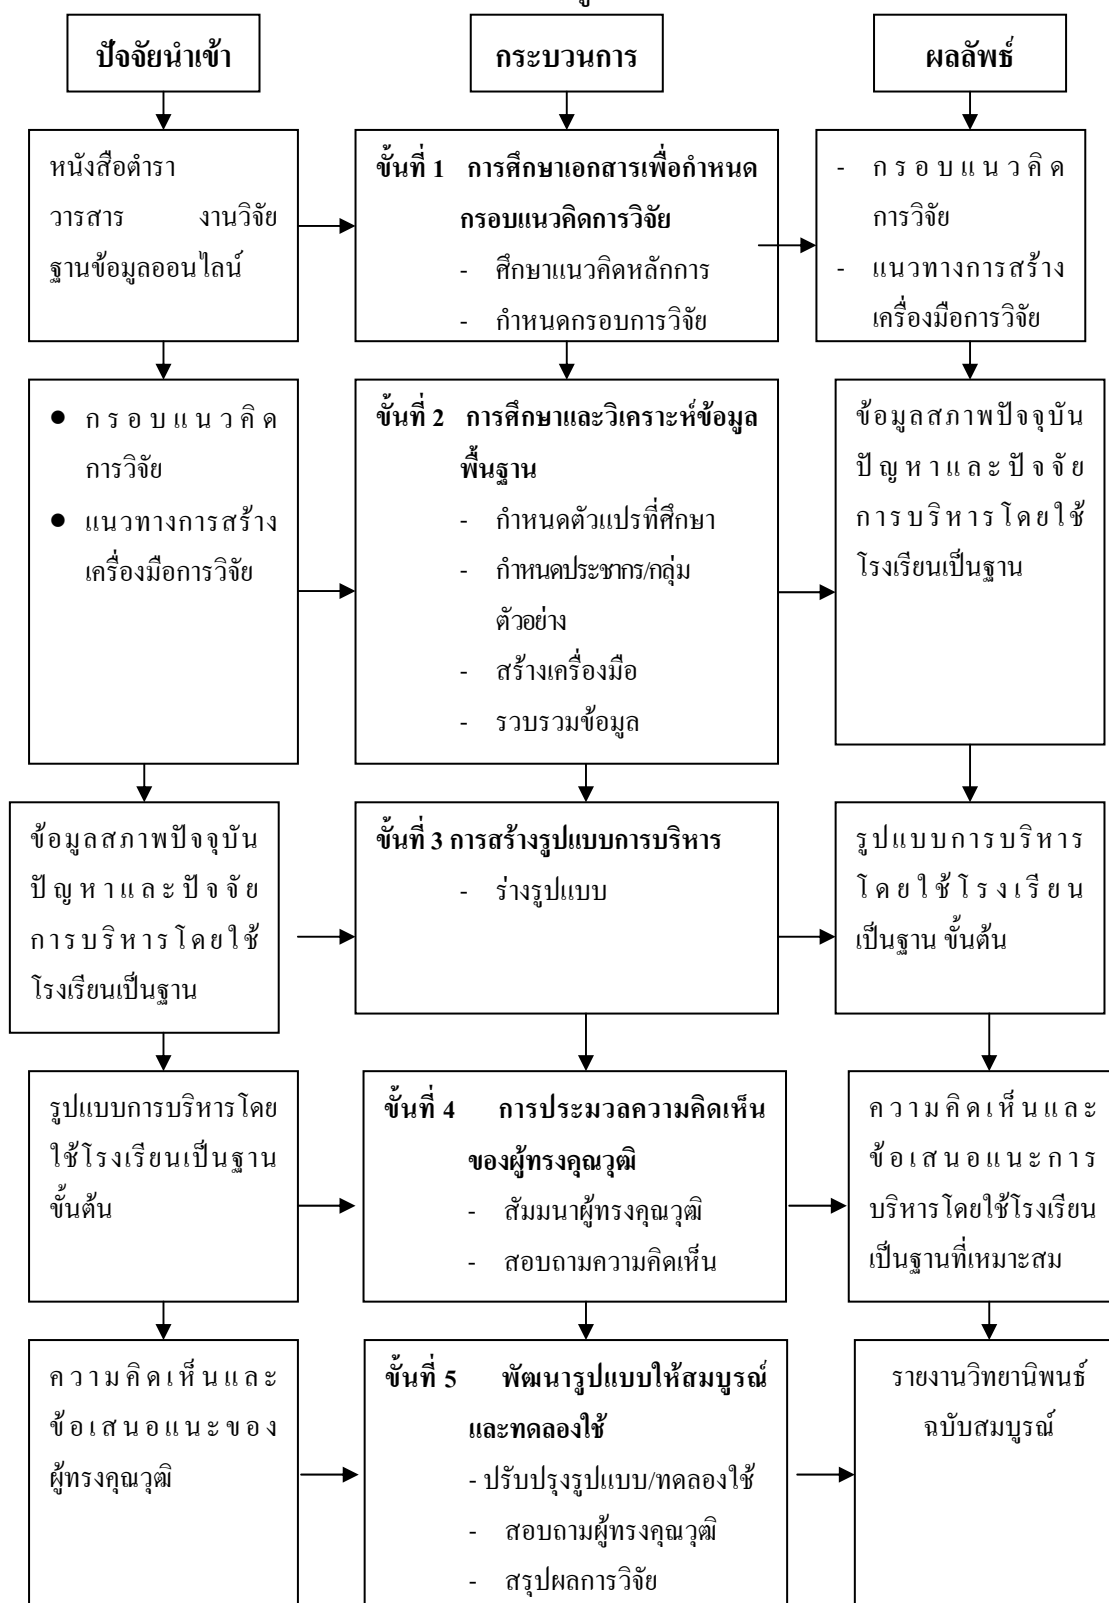 ปัจจัยนำเข้า
กระบวนการ
ผลลัพธ์
หนังสือตำรา
วารสาร งานวิจัย
ฐานข้อมูลออนไลน์
ขั้นที่ 1 การศึกษาเอกสารเพื่อกำหนด
กรอบแนวคิดการวิจัย
- ศึกษาแนวคิดหลักการ
- กำหนดกรอบการวิจัย
- กรอบแนวคิด
การวิจัย
- แนวทางการสร้าง
เครื่องมือการวิจัย
● กรอบแนวคิด
การวิจัย
● แนวทางการสร้าง
เครื่องมือการวิจัย
ขั้นที่ 2 การศึกษาและวิเคราะห์ข้อมูล
พื้นฐาน
- กำหนดตัวแปรที่ศึกษา
- กำหนดประชากร/กลุ่ม
ตัวอย่าง
- สร้างเครื่องมือ
- รวบรวมข้อมูล
ข้อมูลสภาพปัจจุบัน
ปัญหาและปัจจัย
การบริหารโดยใช้
โรงเรียนเป็นฐาน
ข้อมูลสภาพปัจจุบัน
ปัญหาและปัจจัย
การบริหารโดยใช้
โรงเรียนเป็นฐาน
ขั้นที่ 3 การสร้างรูปแบบการบริหาร
- ร่างรูปแบบ
รูปแบบการบริหาร
โดยใช้โรงเรียน
เป็นฐาน ขั้นต้น
รูปแบบการบริหารโดย
ใช้โรงเรียนเป็นฐาน
ขั้นต้น
ขั้นที่ 4 การประมวลความคิดเห็น
ของผู้ทรงคุณวุฒิ
- สัมมนาผู้ทรงคุณวุฒิ
- สอบถามความคิดเห็น
ความคิดเห็นและ
ข้อเสนอแนะการ
บริหารโดยใช้โรงเรียน
เป็นฐานที่เหมาะสม
ความคิดเห็นและ
ข้อเสนอแนะของ
ผู้ทรงคุณวุฒิ
ขั้นที่ 5 พัฒนารูปแบบให้สมบูรณ์
และทดลองใช้
- ปรับปรุงรูปแบบ/ทดลองใช้
- สอบถามผู้ทรงคุณวุฒิ
- สรุปผลการวิจัย
รายงานวิทยานิพนธ์
ฉบับสมบูรณ์